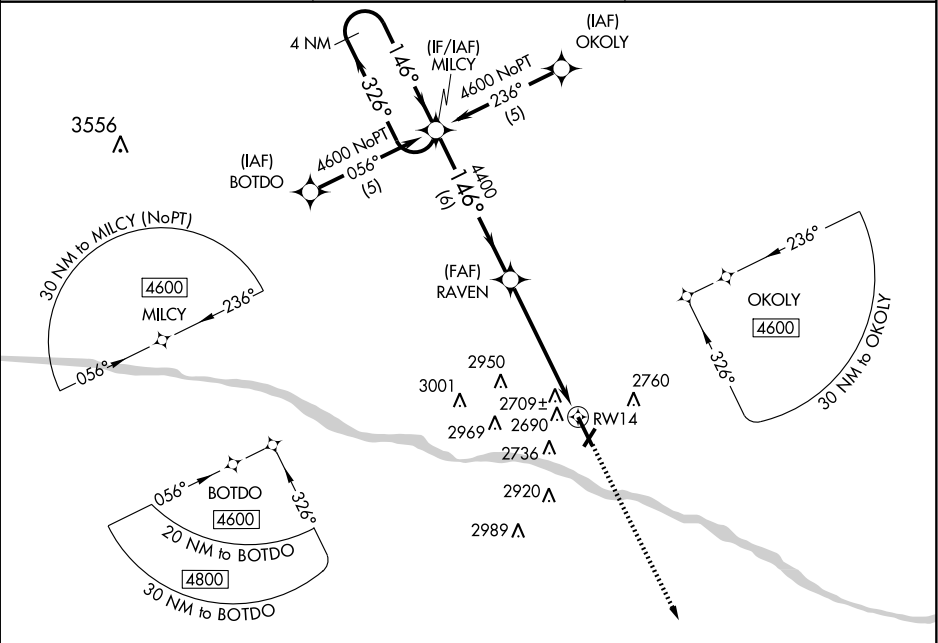 4 NM
146°
326°
(IF/IAF)
MILCY
(IAF)
OKOLY
4600 NoPT
236°
(5)
3556
(IAF)
BOTDO
4600 NoPT
056°
(5)
4400
146°
(6)
(FAF)
RAVEN
30 NM to MILCY (NoPT)
4600
MILCY
236°
056°
236°
OKOLY
4600
326°
30 NM to OKOLY
2950
3001
2709±
2760
2969
2690
RW14
2736
2920
2989
056°
BOTDO
4600
326°
20 NM to BOTDO
4800
30 NM to BOTDO